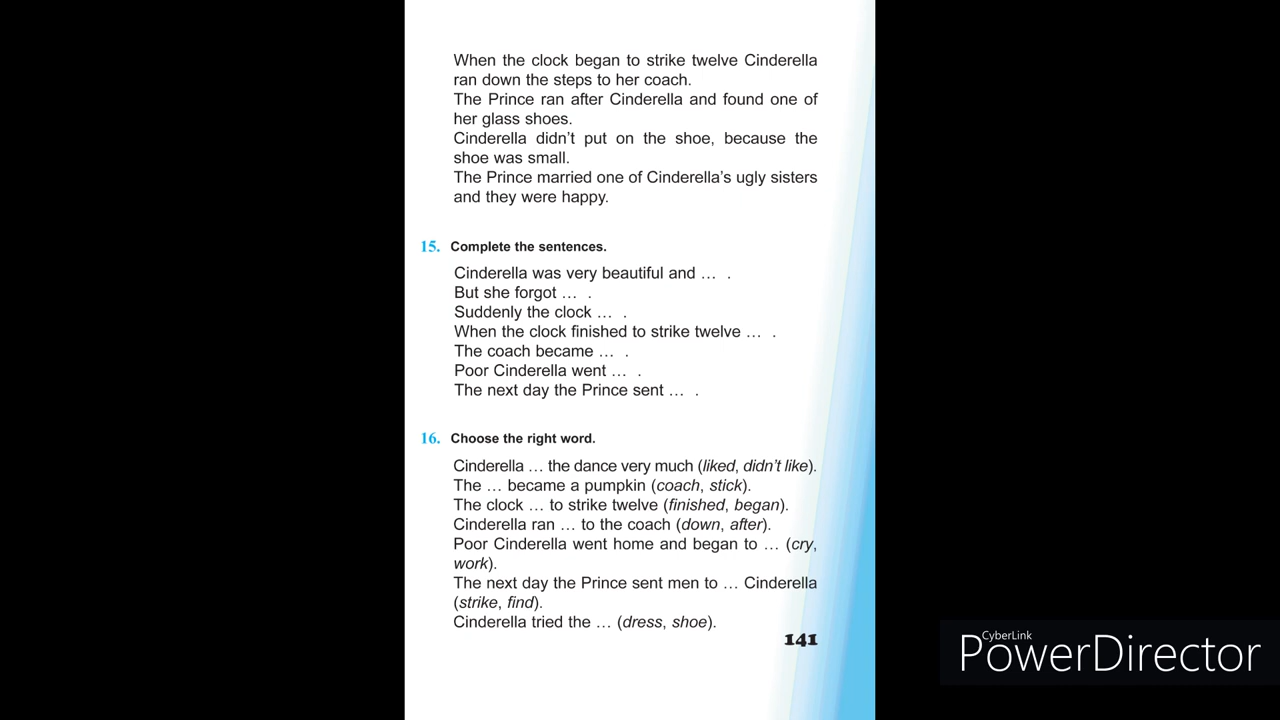 When the clock began to strike twelve Cinderella
ran down the steps to her coach.
The Prince ran after Cinderella and found one of
her glass shoes.
Cinderella didn’t put on the shoe, because the
shoe was small.
The Prince married one of Cinderella’s ugly sisters
and they were happy.
15. Complete the sentences.
Cinderella was very beautiful and … .
But she forgot … .
Suddenly the clock … .
When the clock finished to strike twelve … .
The coach became … .
Poor Cinderella went … .
The next day the Prince sent … .
16. Choose the right word.
Cinderella … the dance very much (liked, didn’t like).
The … became a pumpkin (coach, stick).
The clock … to strike twelve (finished, began).
Cinderella ran … to the coach (down, after).
Poor Cinderella went home and began to … (cry,
work).
The next day the Prince sent men to … Cinderella
(strike, find).
Cinderella tried the … (dress, shoe).
141
CyberLink
PowerDirector